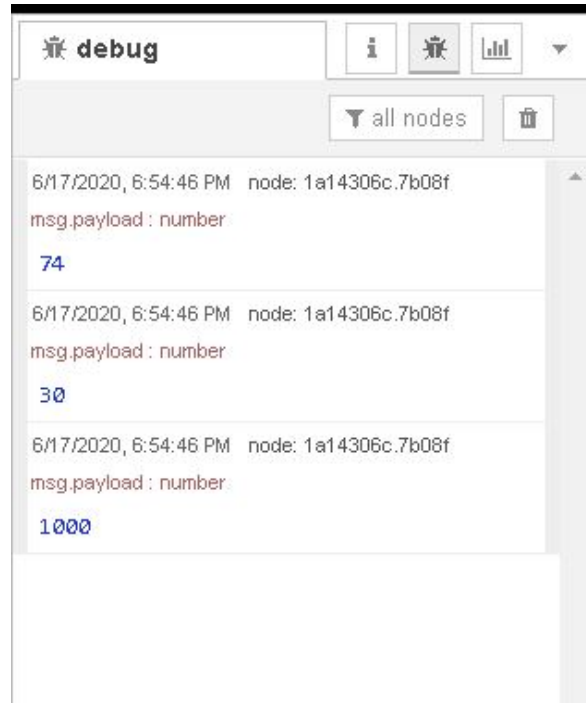 debug
i
all nodes
6/17/2020, 6:54:46 PM node: 1a14306c.7b08f
msg.payload : number
74
6/17/2020, 6:54:46 PM node: 1a14306c.7b08f
msg.payload : number
30
6/17/2020, 6:54:46 PM node: 1a14306c.7b08f
msg.payload : number
1000